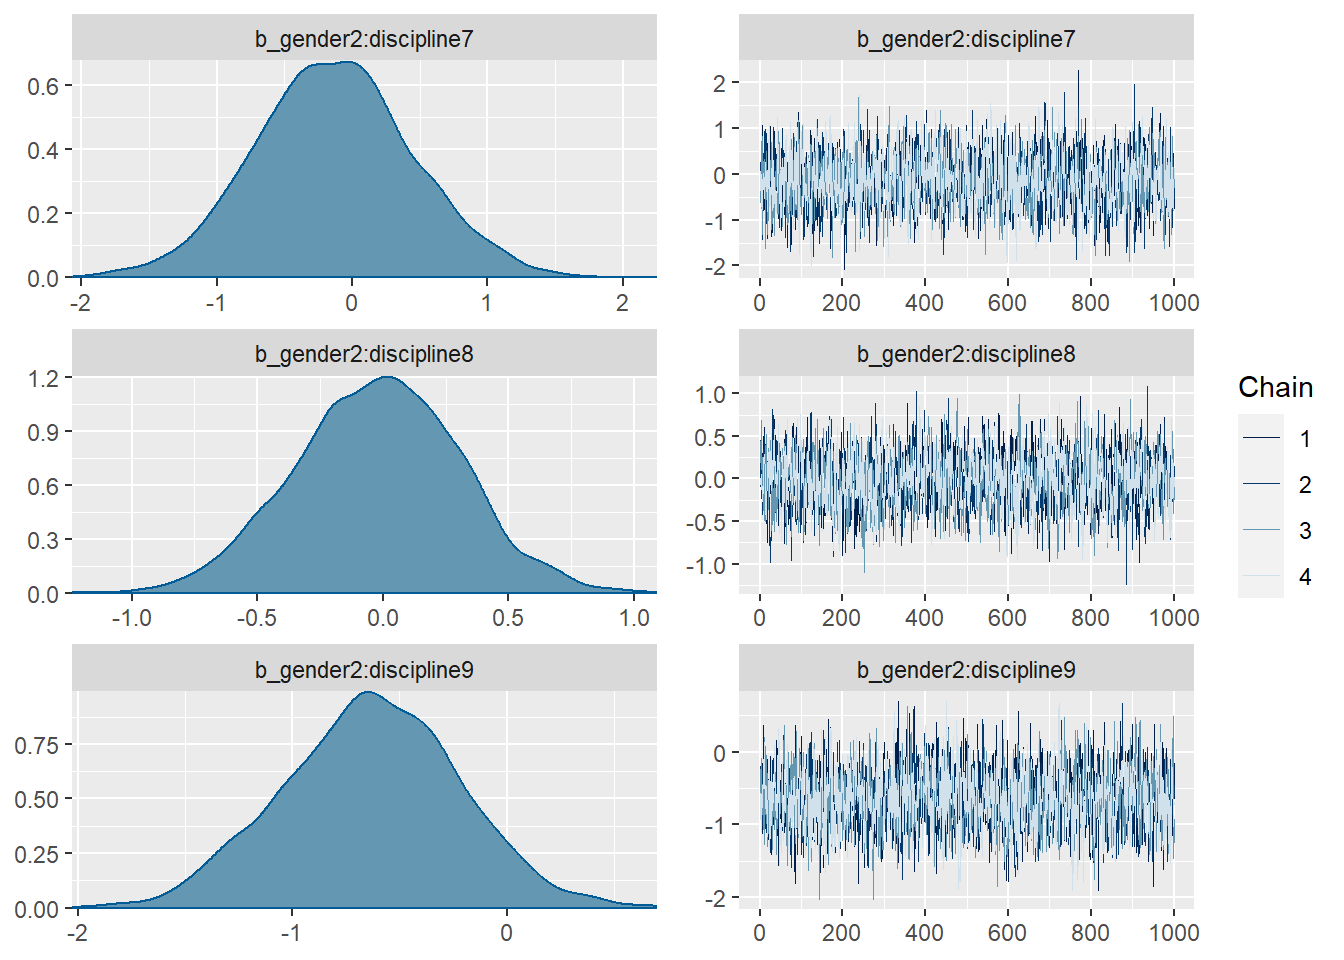 b_gender2:discipline7
0.6
0.4
0.2
0.0
-2 -1 0 1 2
b_gender2:discipline7
2
1
0
-1
-2
0 200 400 600 800 1000
b_gender2:discipline8
1.2
0.9
0.6
0.3
0.0
-1.0 -0.5 0.0 0.5 1.0
b_gender2:discipline8
1.0
0.5
0.0
-0.5
-1.0
0 200 400 600 800 1000
b_gender2:discipline9
0.75
0.50
0.25
0.00
-2 -1 0
b_gender2:discipline9
0
-1
-2
0 200 400 600 800 1000
Chain
1
2
3
4